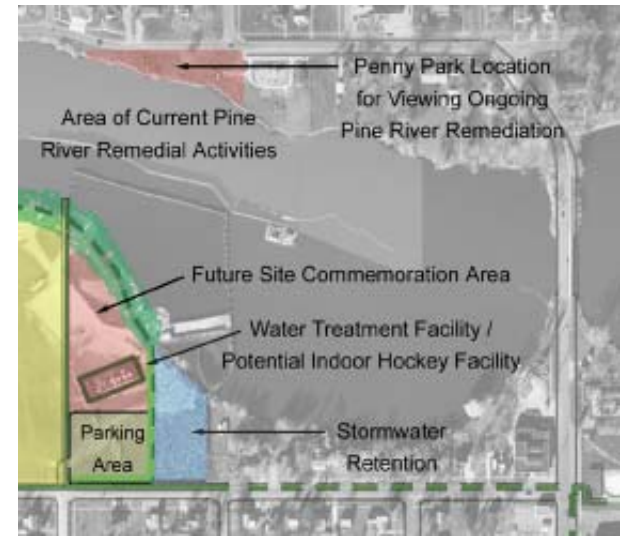 Penny Park Location
for Viewing Ongoing
Pine River Remediation
Area of Current Pine
River Remedial Activities
Future Site Commemoration Area
Water Treatment Facility /
Potential Indoor Hockey Facility
Parking
Area
Stormwater
Retention